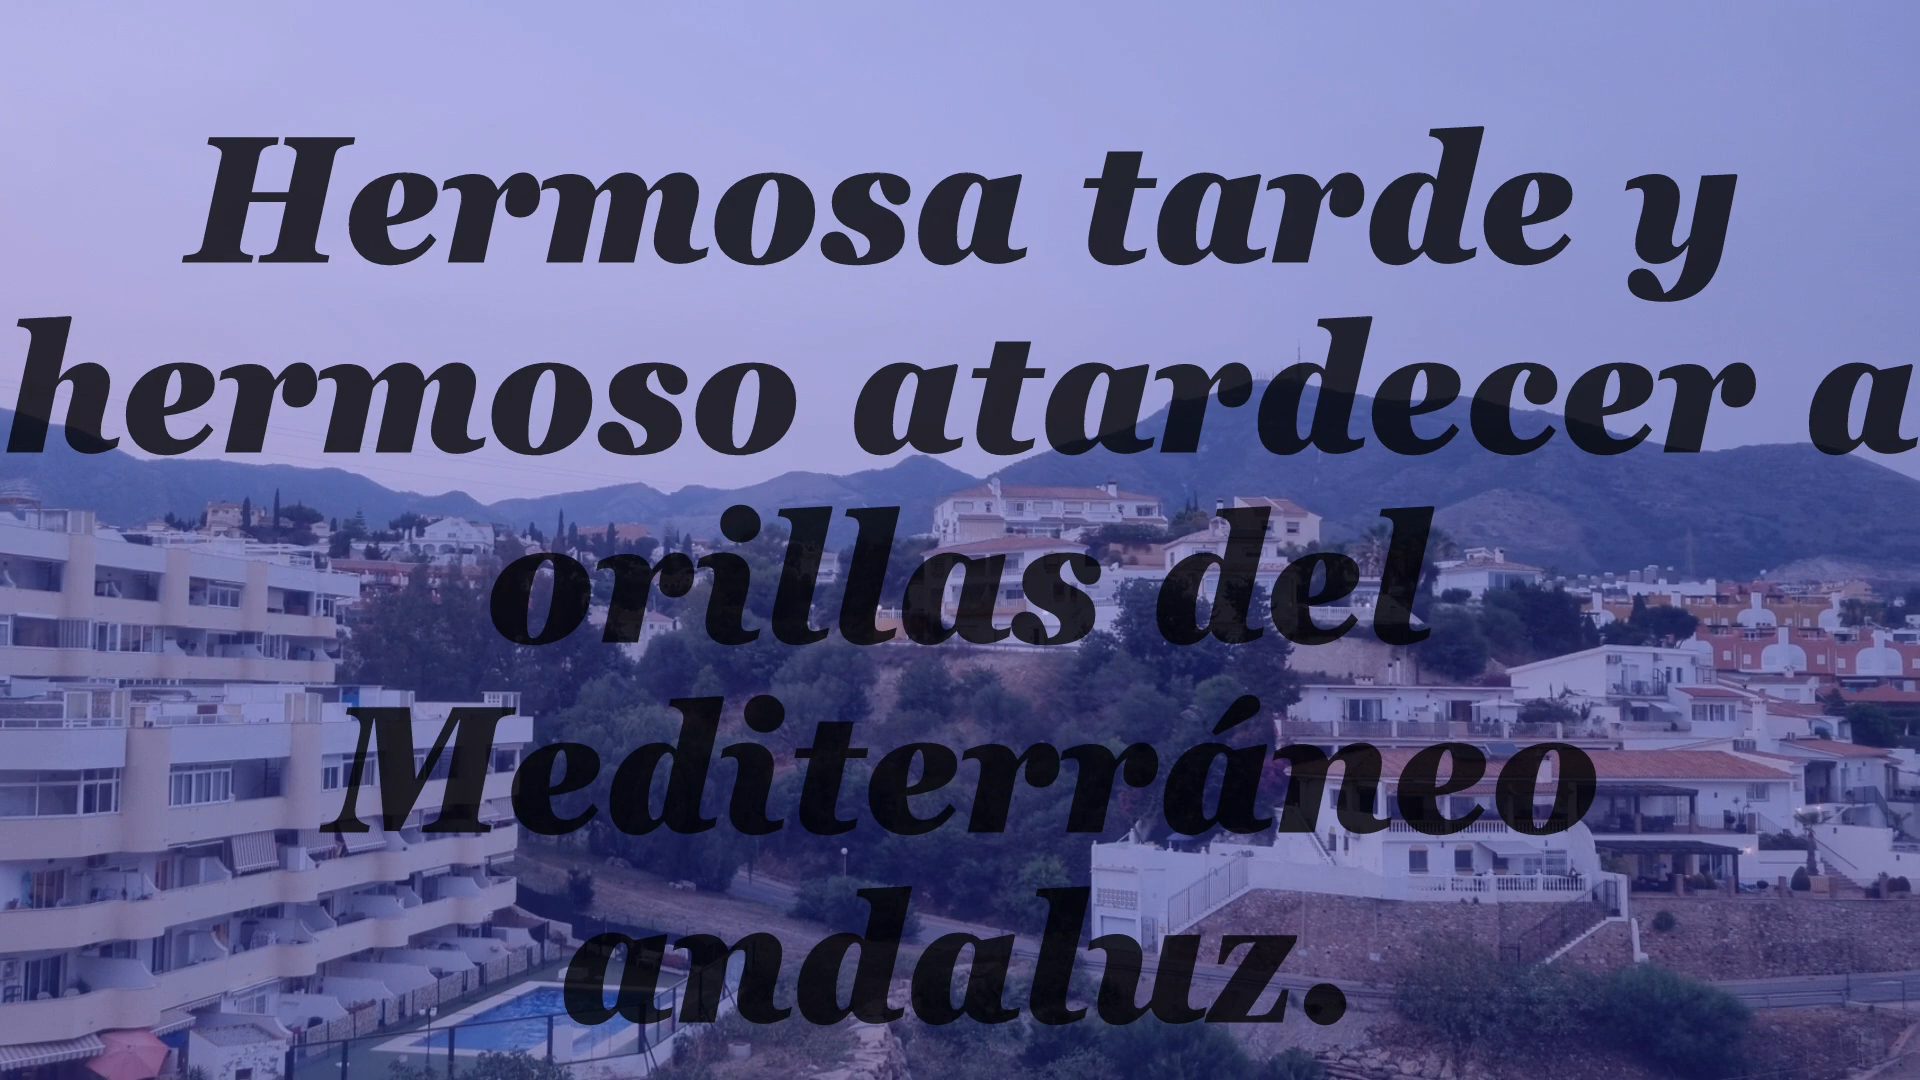 Hermosa tarde y
hermoso atardecer a
orillas del
Mediterráneo
andaluz.